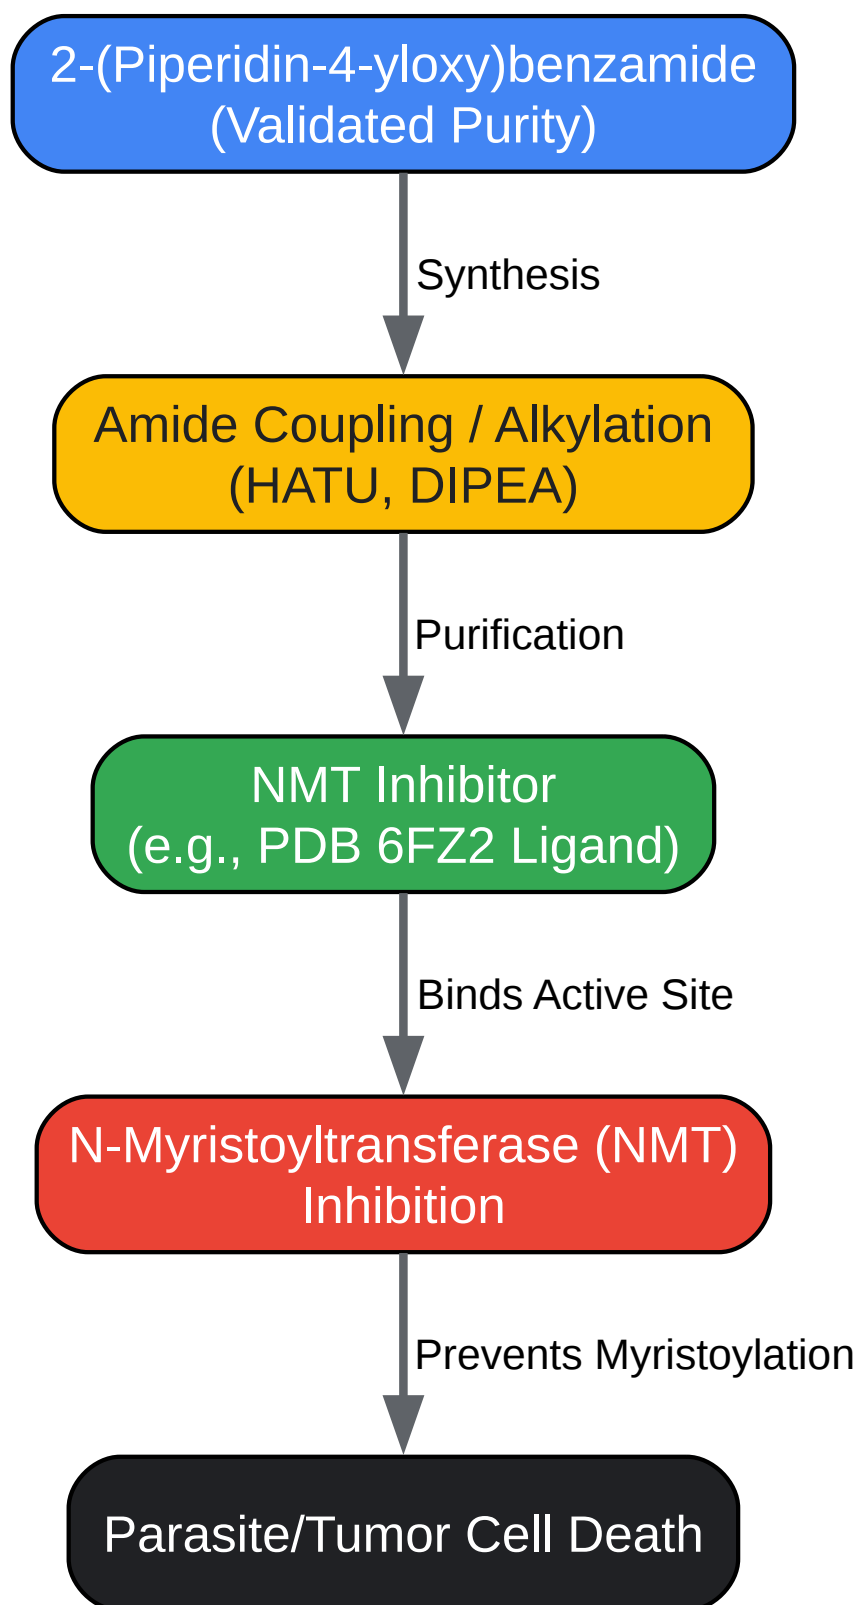 2-(Piperidin-4-yloxy)benzamide
(Validated Purity)
Synthesis
Amide Coupling / Alkylation
(HATU, DIPEA)
Purification
NMT Inhibitor
(e.g., PDB 6FZ2 Ligand)
Binds Active Site
N-Myristoyltransferase (NMT)
Inhibition
Prevents Myristoylation
Parasite/Tumor Cell Death